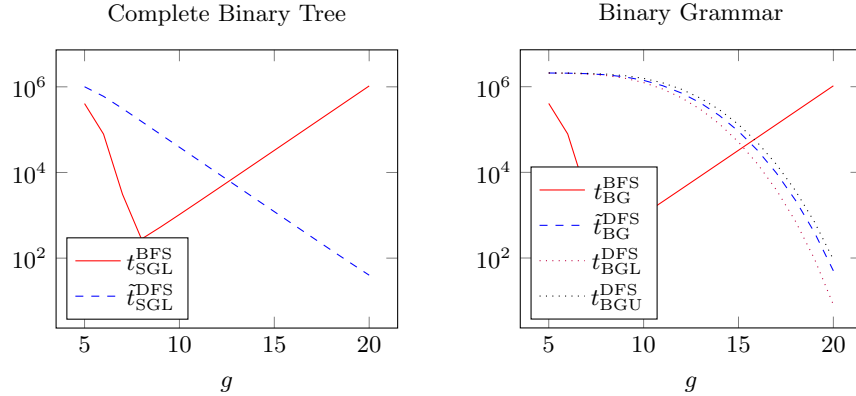 Complete Binary Tree
10^6
10^4
10^2
t_SGL^BFS
t̃_SGL^DFS
5 10 15 20
g
Binary Grammar
10^6
10^4
10^2
t_BG^BFS
t̃_BG^DFS
t_BGL^DFS
t_BGU^DFS
5 10 15 20
g